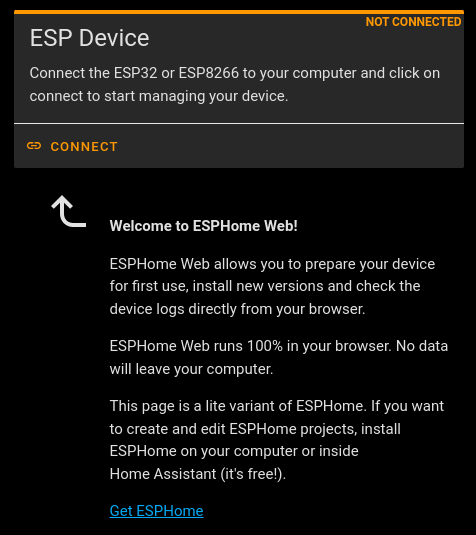 NOT CONNECTED
ESP Device
Connect the ESP32 or ESP8266 to your computer and click on
connect to start managing your device.
CONNECT
Welcome to ESPHome Web!
ESPHome Web allows you to prepare your device
for first use, install new versions and check the
device logs directly from your browser.
ESPHome Web runs 100% in your browser. No data
will leave your computer.
This page is a lite variant of ESPHome. If you want
to create and edit ESPHome projects, install
ESPHome on your computer or inside
Home Assistant (it's free!).
Get ESPHome